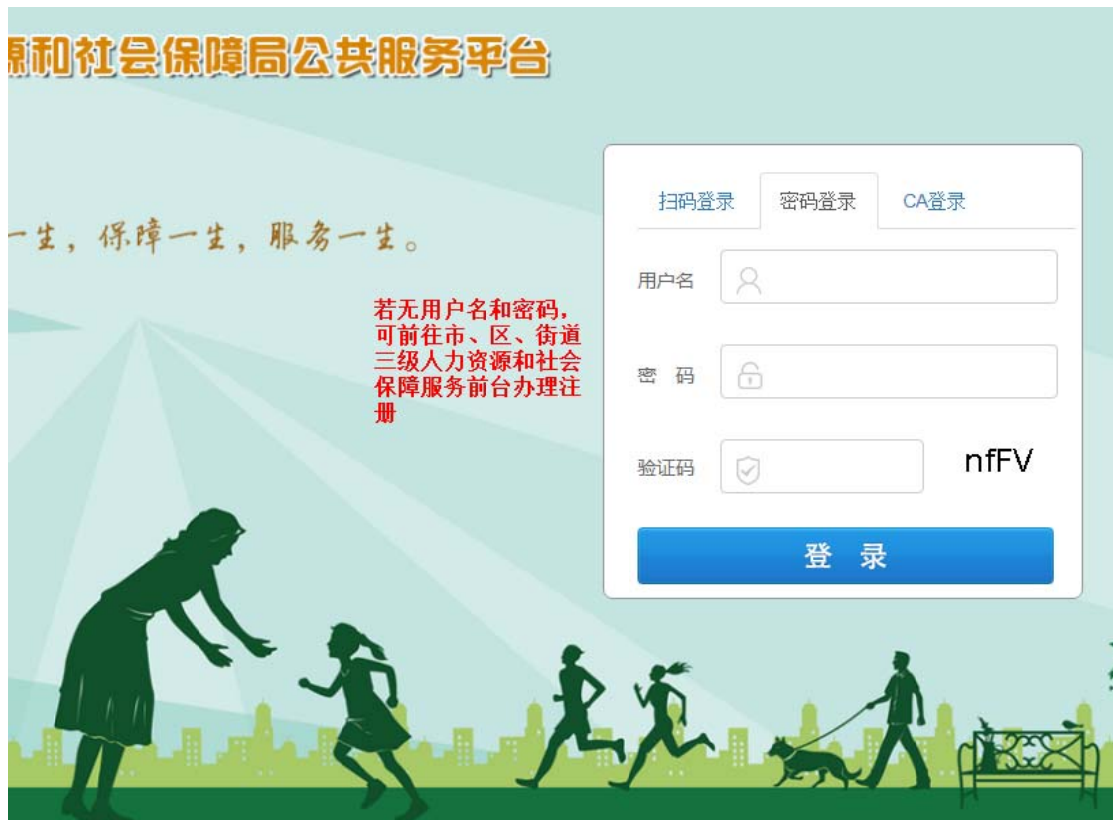 源和社会保障局公共服务平台
一生，保障一生，服务一生。
若无用户名和密码，
可前往市、区、街道
三级人力资源和社会
保障服务前台办理注
册
扫码登录 密码登录 CA登录
用户名
密 码
验证码 nfFV
登 录